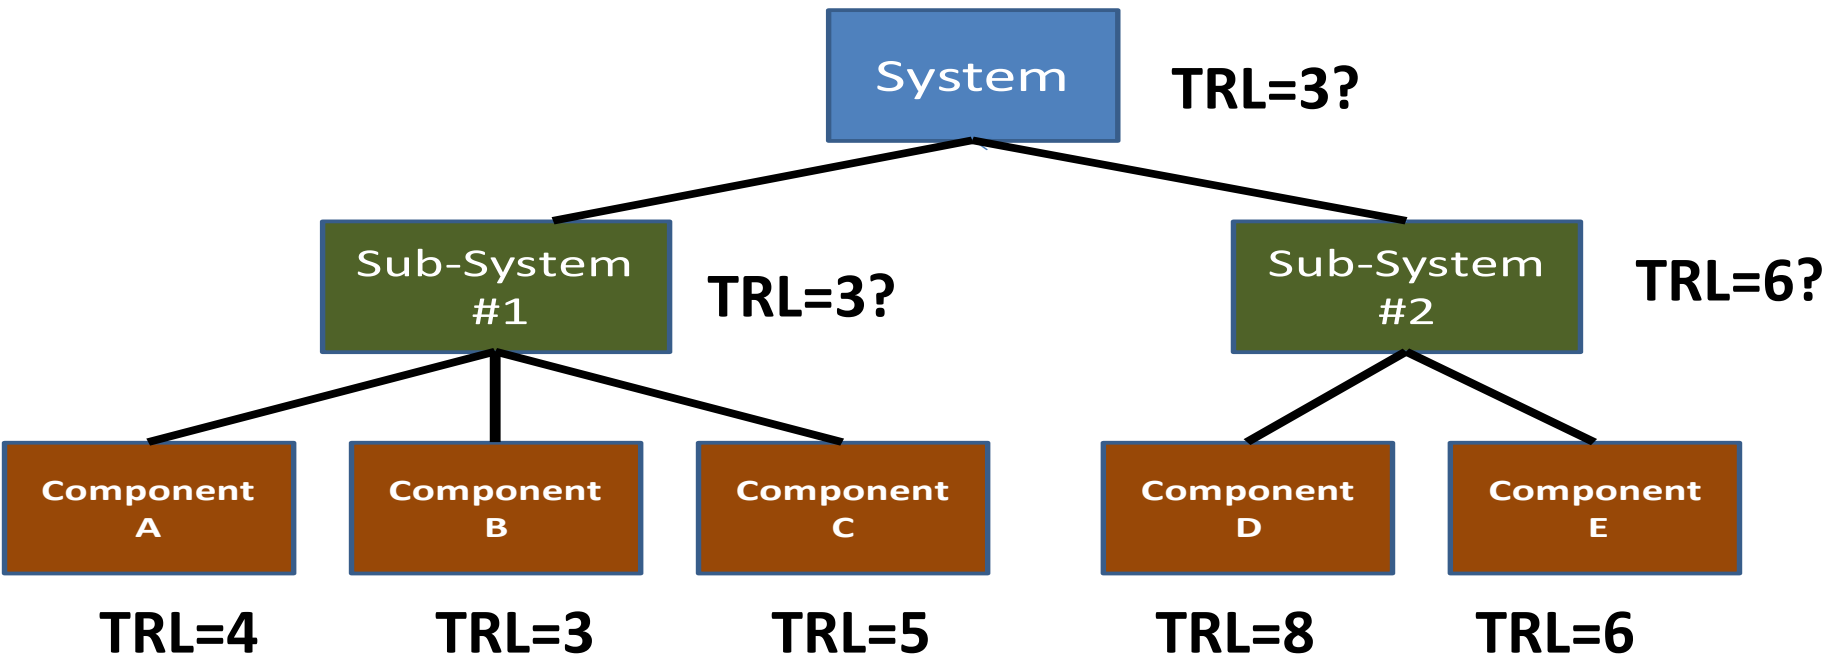 System
TRL=3?
Sub-System
#1
TRL=3?
Sub-System
#2
TRL=6?
Component
A
Component
B
Component
C
Component
D
Component
E
TRL=4
TRL=3
TRL=5
TRL=8
TRL=6